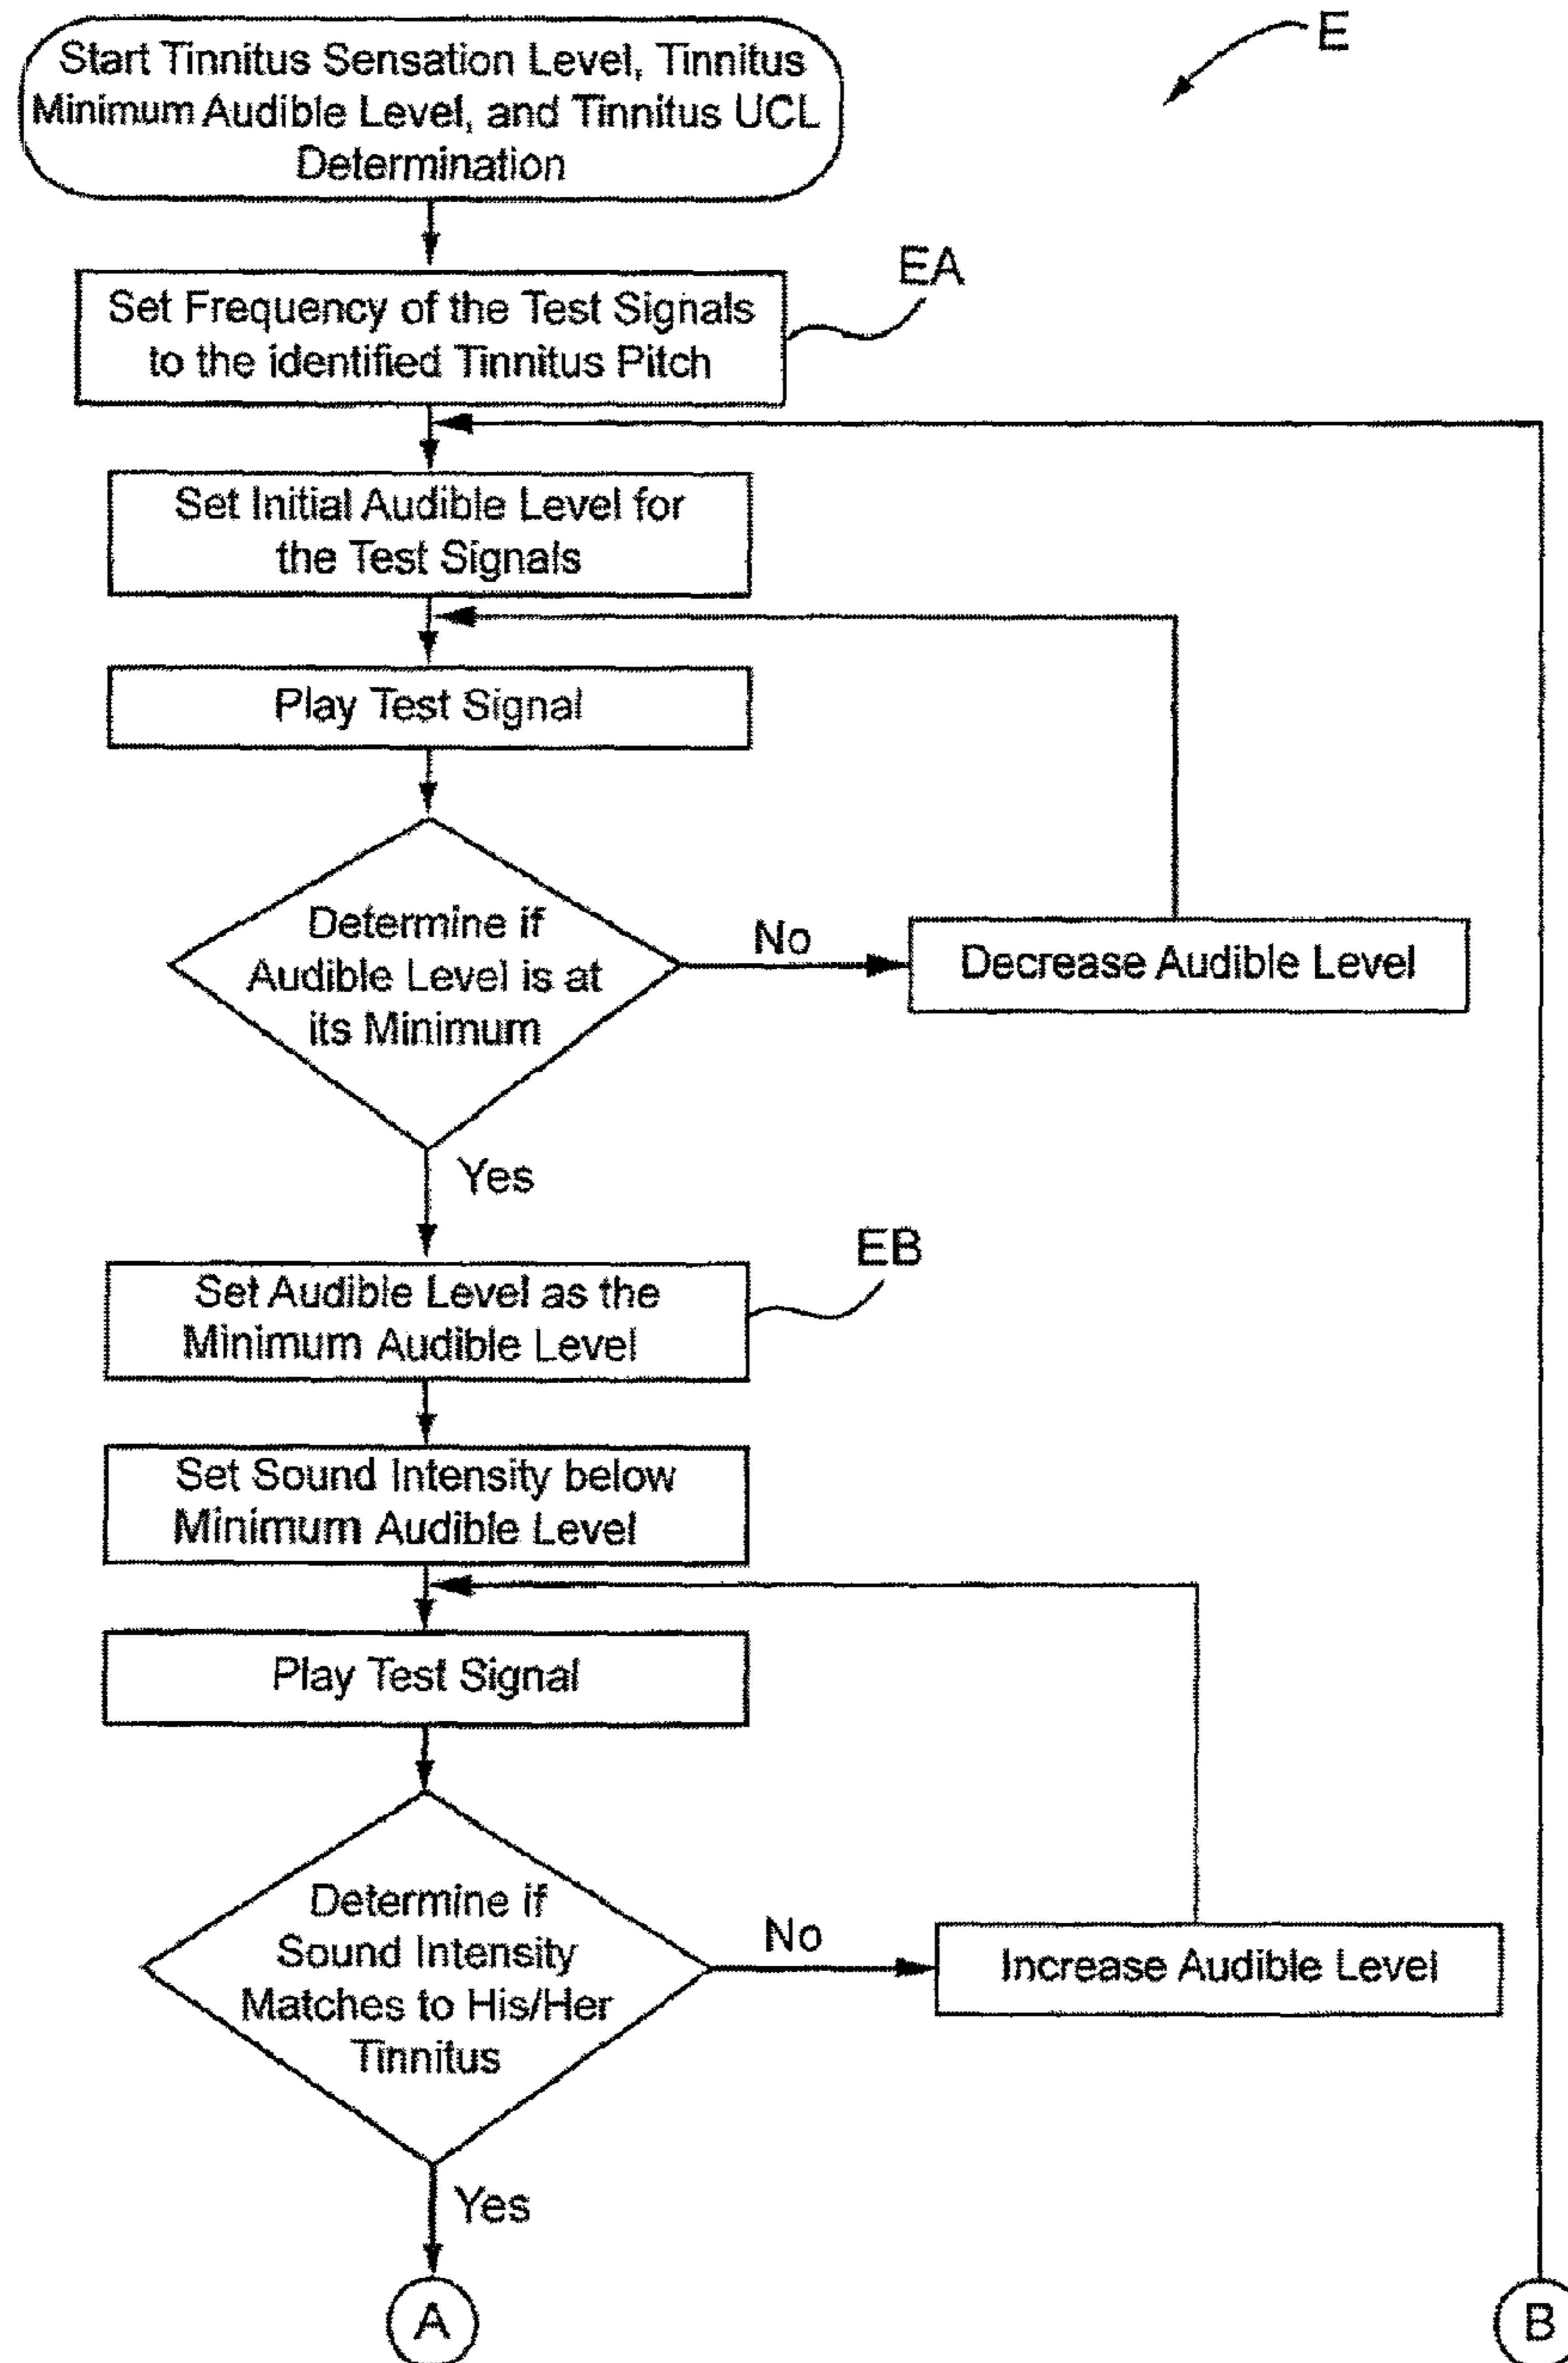 E
Start Tinnitus Sensation Level, Tinnitus
Minimum Audible Level, and Tinnitus UCL
Determination
EA
Set Frequency of the Test Signals
to the identified Tinnitus Pitch
Set Initial Audible Level for
the Test Signals
Play Test Signal
Determine if
Audible Level is at
its Minimum
No
Decrease Audible Level
Yes
EB
Set Audible Level as the
Minimum Audible Level
Set Sound Intensity below
Minimum Audible Level
Play Test Signal
Determine if
Sound Intensity
Matches to His/Her
Tinnitus
No
Increase Audible Level
Yes
A
B